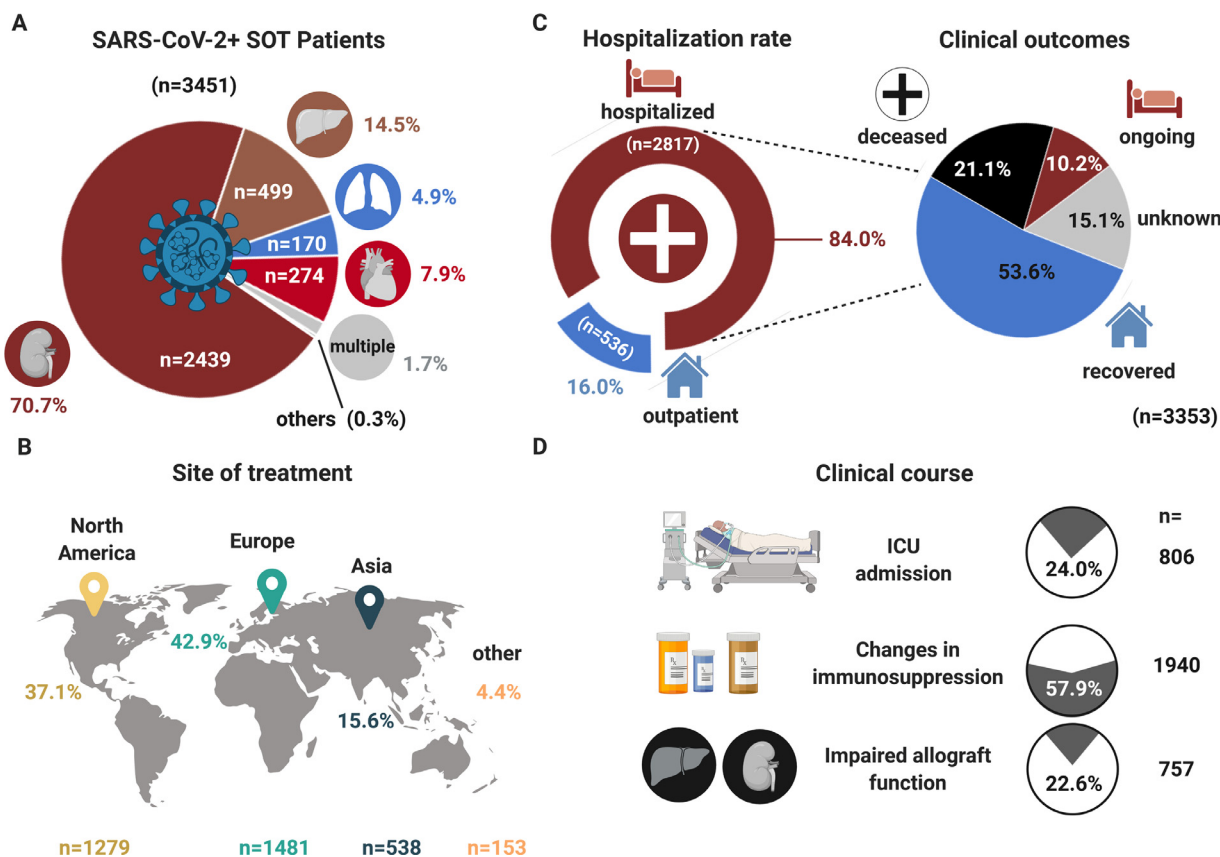 A
SARS-CoV-2+ SOT Patients
(n=3451)
14.5%
n=499
4.9%
n=170
n=274
7.9%
multiple
1.7%
n=2439
70.7%
others (0.3%)
B
Site of treatment
North
America
Europe
Asia
42.9%
other
37.1%
4.4%
15.6%
n=1279
n=1481
n=538
n=153
C
Hospitalization rate
hospitalized
(n=2817)
84.0%
(n=536)
16.0%
outpatient
Clinical outcomes
deceased
ongoing
21.1%
10.2%
15.1%
unknown
53.6%
recovered
(n=3353)
D
Clinical course
n=
ICU
admission
24.0%
806
Changes in
immunosuppression
57.9%
1940
Impaired allograft
function
22.6%
757